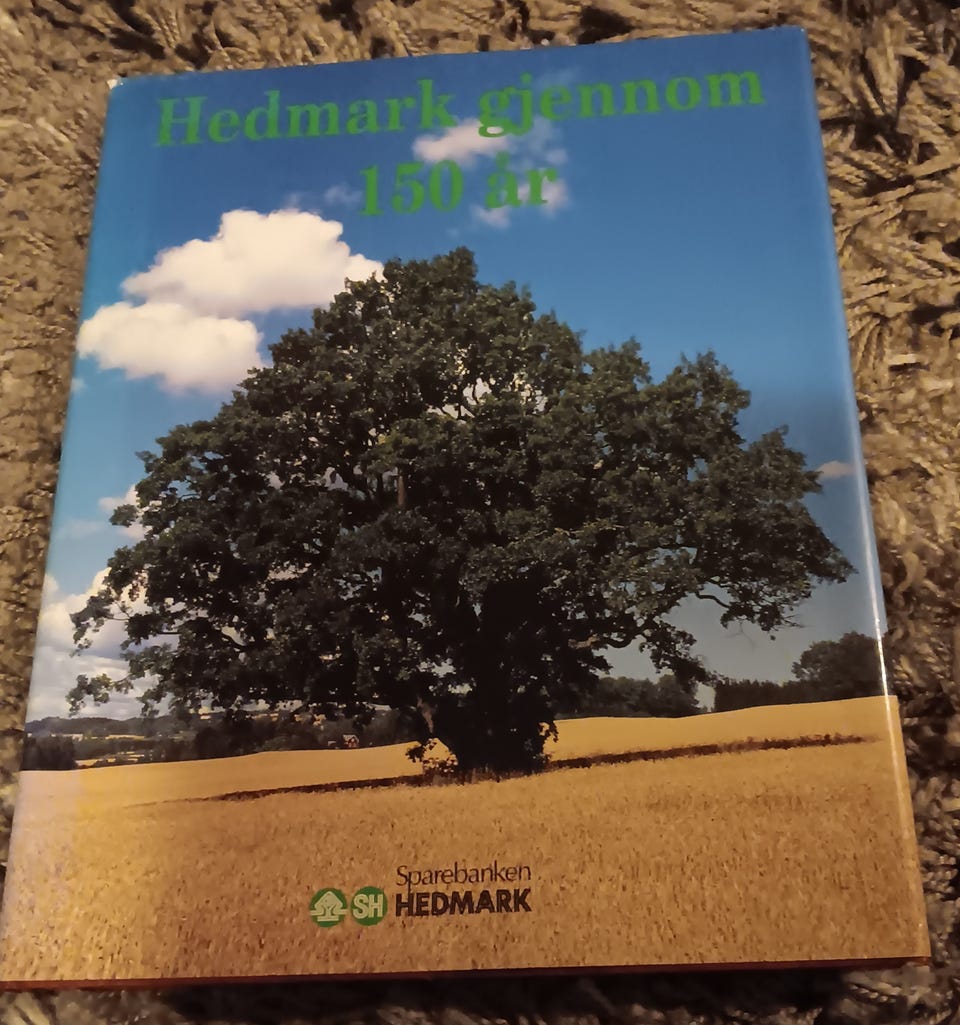 Hedmark gjennom
150 år
Sparebanken
SH HEDMARK